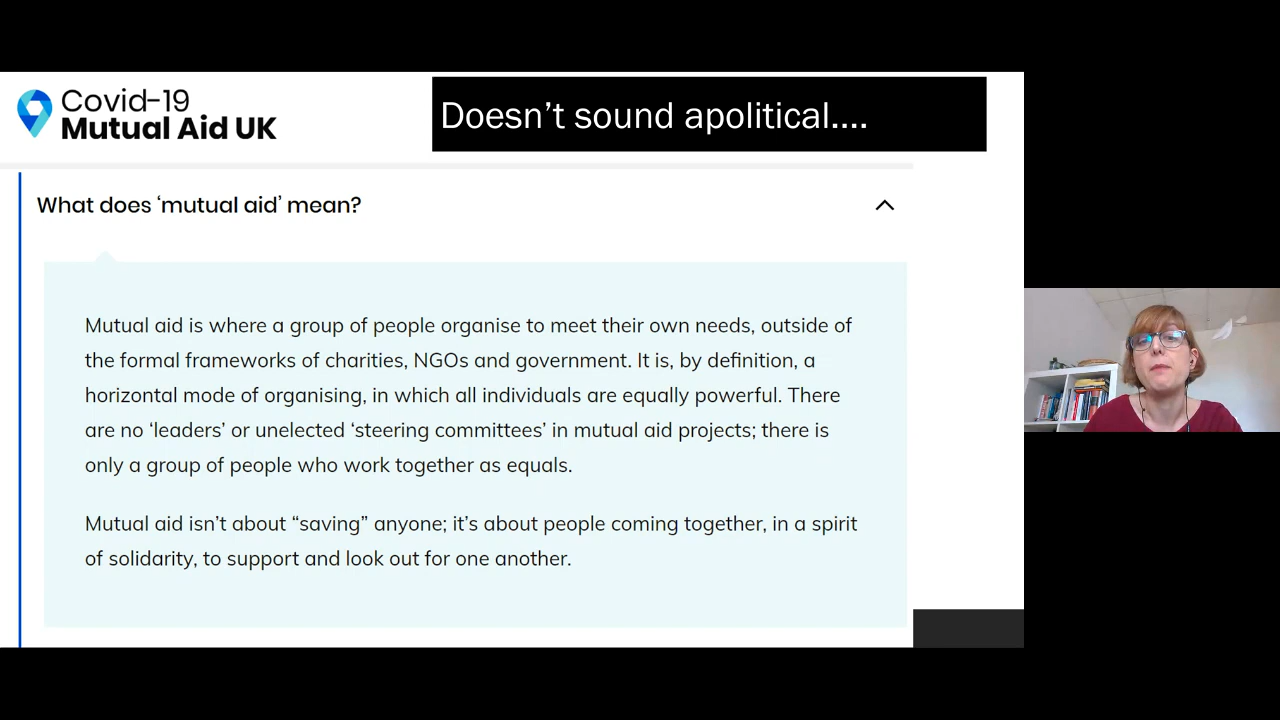 Covid-19
Mutual Aid UK
Doesn’t sound apolitical....
What does ‘mutual aid’ mean?
Mutual aid is where a group of people organise to meet their own needs, outside of
the formal frameworks of charities, NGOs and government. It is, by definition, a
horizontal mode of organising, in which all individuals are equally powerful. There
are no ‘leaders’ or unelected ‘steering committees’ in mutual aid projects; there is
only a group of people who work together as equals.
Mutual aid isn’t about “saving” anyone; it’s about people coming together, in a spirit
of solidarity, to support and look out for one another.